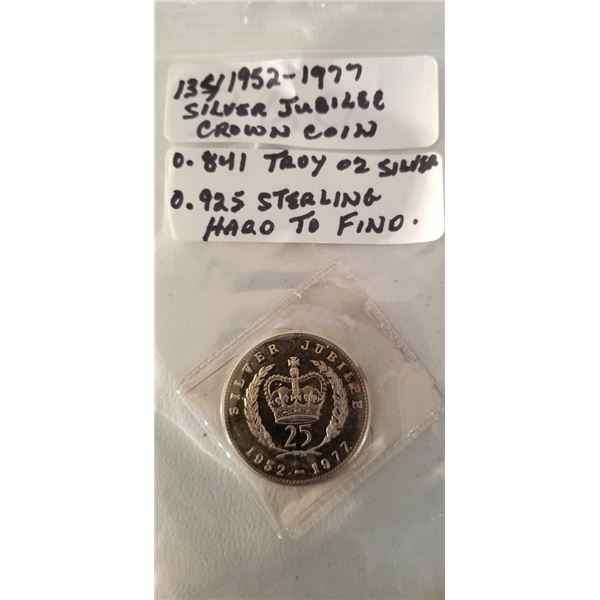 135/1952-1977
SILVER JUBILEE
CROWN COIN
0.841 TROY OZ SILVER
0.925 STERLING
HARD TO FIND.
SILVER JUBILEE
25
1952-1977